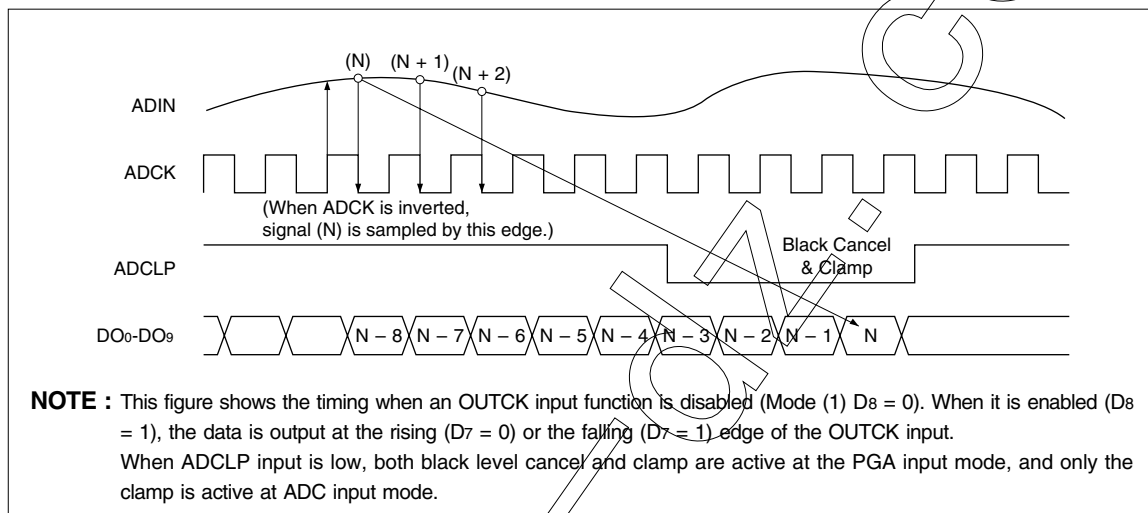 (N) (N + 1) (N + 2)
ADIN
ADCK
(When ADCK is inverted,
signal (N) is sampled by this edge.)
ADCLP
Black Cancel
& Clamp
DO0-DO9 N – 8 N – 7 N – 6 N – 5 N – 4 N – 3 N – 2 N – 1 N
NOTE : This figure shows the timing when an OUTCK input function is disabled (Mode (1) D8 = 0). When it is enabled (D8
= 1), the data is output at the rising (D7 = 0) or the falling (D7 = 1) edge of the OUTCK input.
When ADCLP input is low, both black level cancel and clamp are active at the PGA input mode, and only the
clamp is active at ADC input mode.